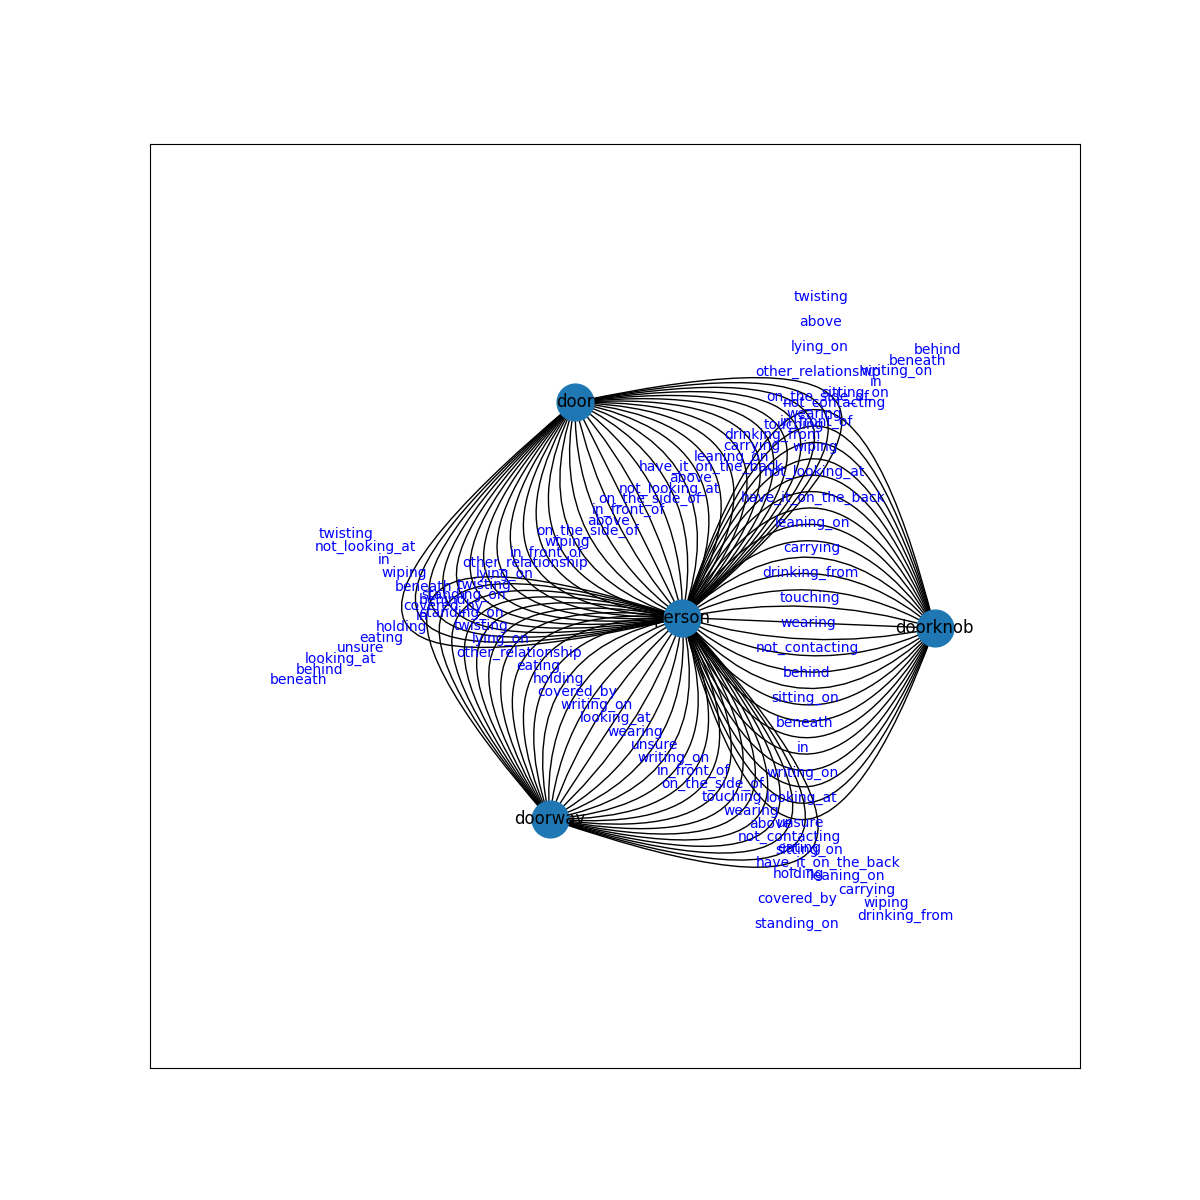 twisting
above
lying_on
behind
beneath
other_relationship
writing_on
in
sitting_on
on_the_side_of
not_contacting
door
wearing
in_front_of
touching
drinking_from
carrying
wiping
leaning_on
have_it_on_the_back
not_looking_at
above
not_looking_at
on_the_side_of
have_it_on_the_back
in_front_of
above
leaning_on
on_the_side_of
twisting
wiping
not_looking_at
carrying
in_front_of
in
other_relationship
wiping
lying_on
drinking_from
beneath
twisting
standing_on
behind
touching
covered_by
standing_on
in
person
wearing
holding
twisting
doorknob
eating
lying_on
unsure
not_contacting
other_relationship
looking_at
eating
behind
behind
beneath
holding
covered_by
sitting_on
writing_on
looking_at
beneath
wearing
unsure
in
writing_on
in_front_of
writing_on
on_the_side_of
touching
looking_at
wearing
doorway
above
unsure
not_contacting
eating
sitting_on
have_it_on_the_back
holding
leaning_on
carrying
covered_by
wiping
drinking_from
standing_on